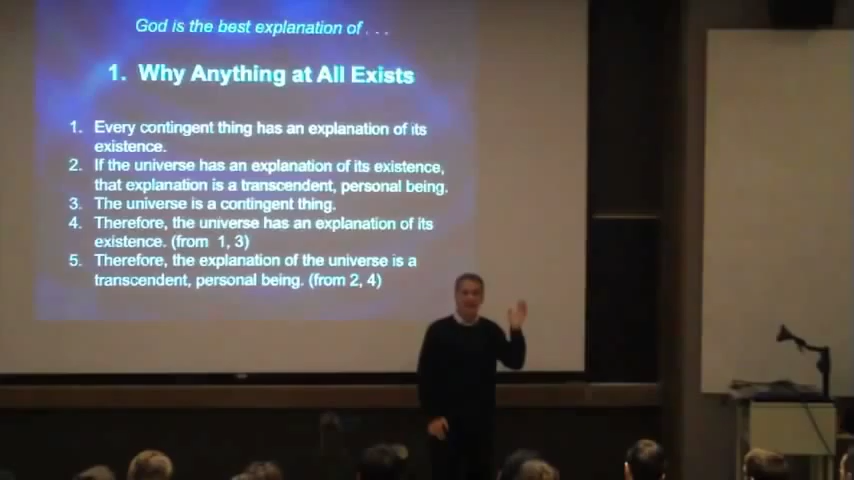 God is the best explanation of . . .
1. Why Anything at All Exists
1. Every contingent thing has an explanation of its
existence.
2. If the universe has an explanation of its existence,
that explanation is a transcendent, personal being.
3. The universe is a contingent thing.
4. Therefore, the universe has an explanation of its
existence. (from 1, 3)
5. Therefore, the explanation of the universe is a
transcendent, personal being. (from 2, 4)